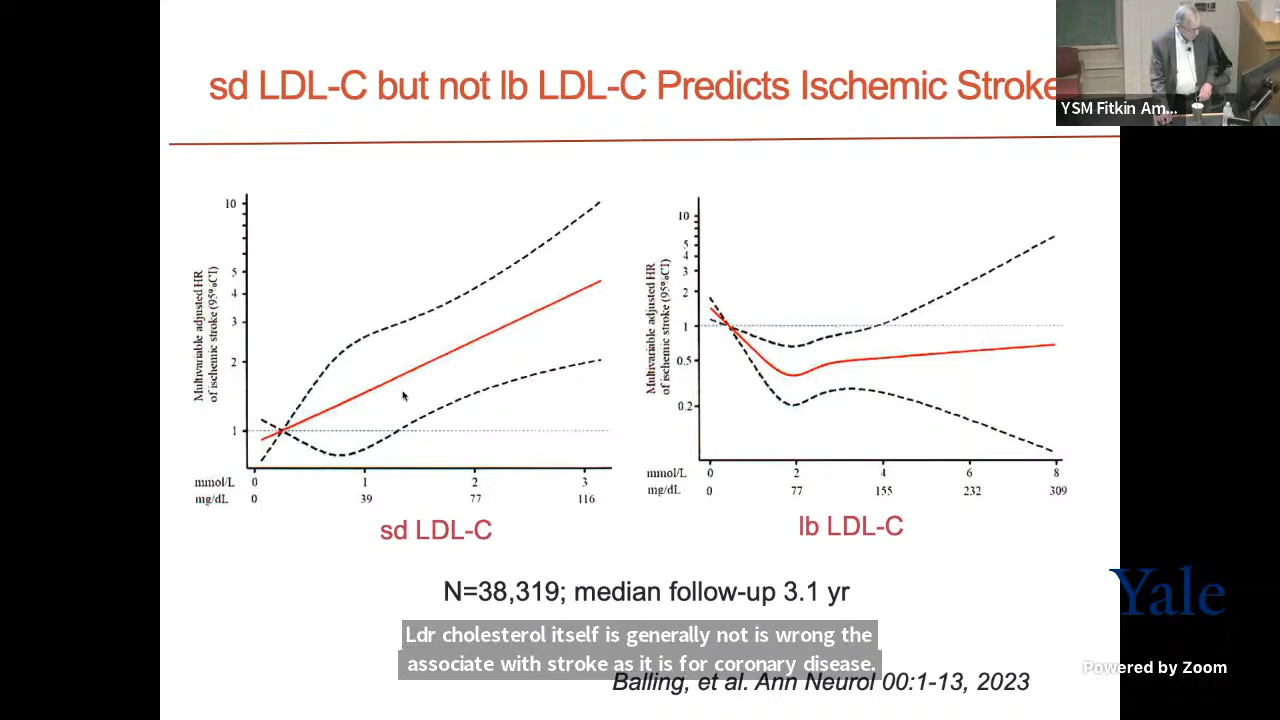 sd LDL-C but not lb LDL-C Predicts Ischemic Stroke
YSM Fitkin Am...
Multivariable adjusted HR
of ischemic stroke (95%CI)
10
5
4
3
2
1
mmol/L 0 1 2 3
mg/dL 0 39 77 116
sd LDL-C
Multivariable adjusted HR
of ischemic stroke (95%CI)
10
5
4
3
2
1
0.5
0.2
mmol/L 0 2 4 6 8
mg/dL 0 77 155 232 309
lb LDL-C
N=38,319; median follow-up 3.1 yr
Ldr cholesterol itself is generally not is wrong the
associate with stroke as it is for coronary disease.
Balling, et al. Ann Neurol 00:1-13, 2023
Yale
Powered by Zoom